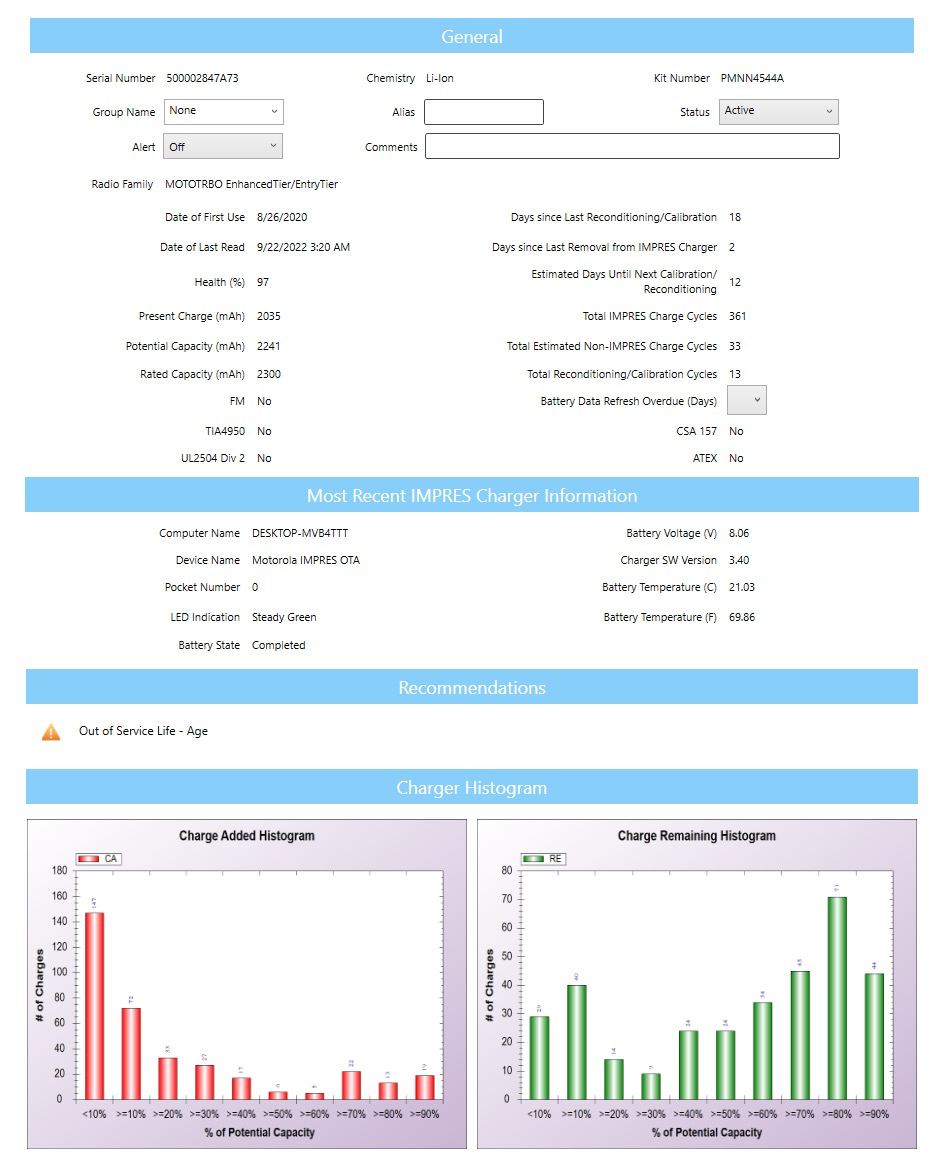 General
Serial Number 500002847A73 Chemistry Li-Ion Kit Number PMNN4544A
Group Name None Alias Status Active
Alert Off Comments
Radio Family MOTOTRBO EnhancedTier/EntryTier
Date of First Use 8/26/2020 Days since Last Reconditioning/Calibration 18
Date of Last Read 9/22/2022 3:20 AM Days since Last Removal from IMPRES Charger 2
Health (%) 97 Estimated Days Until Next Calibration/
Reconditioning 12
Present Charge (mAh) 2035 Total IMPRES Charge Cycles 361
Potential Capacity (mAh) 2241 Total Estimated Non-IMPRES Charge Cycles 33
Rated Capacity (mAh) 2300 Total Reconditioning/Calibration Cycles 13
FM No Battery Data Refresh Overdue (Days)
TIA4950 No CSA 157 No
UL2504 Div 2 No ATEX No
Most Recent IMPRES Charger Information
Computer Name DESKTOP-MVB4TTT Battery Voltage (V) 8.06
Device Name Motorola IMPRES OTA Charger SW Version 3.40
Pocket Number 0 Battery Temperature (C) 21.03
LED Indication Steady Green Battery Temperature (F) 69.86
Battery State Completed
Recommendations
Out of Service Life - Age
Charger Histogram
Charge Added Histogram
CA
# of Charges
180
160
140
120
100
80
60
40
20
0
147 72 33 27 17 6 5 22 13 19
<10% >=10% >=20% >=30% >=40% >=50% >=60% >=70% >=80% >=90%
% of Potential Capacity
Charge Remaining Histogram
RE
# of Charges
80
70
60
50
40
30
20
10
0
29 40 14 9 24 24 34 45 71 44
<10% >=10% >=20% >=30% >=40% >=50% >=60% >=70% >=80% >=90%
% of Potential Capacity